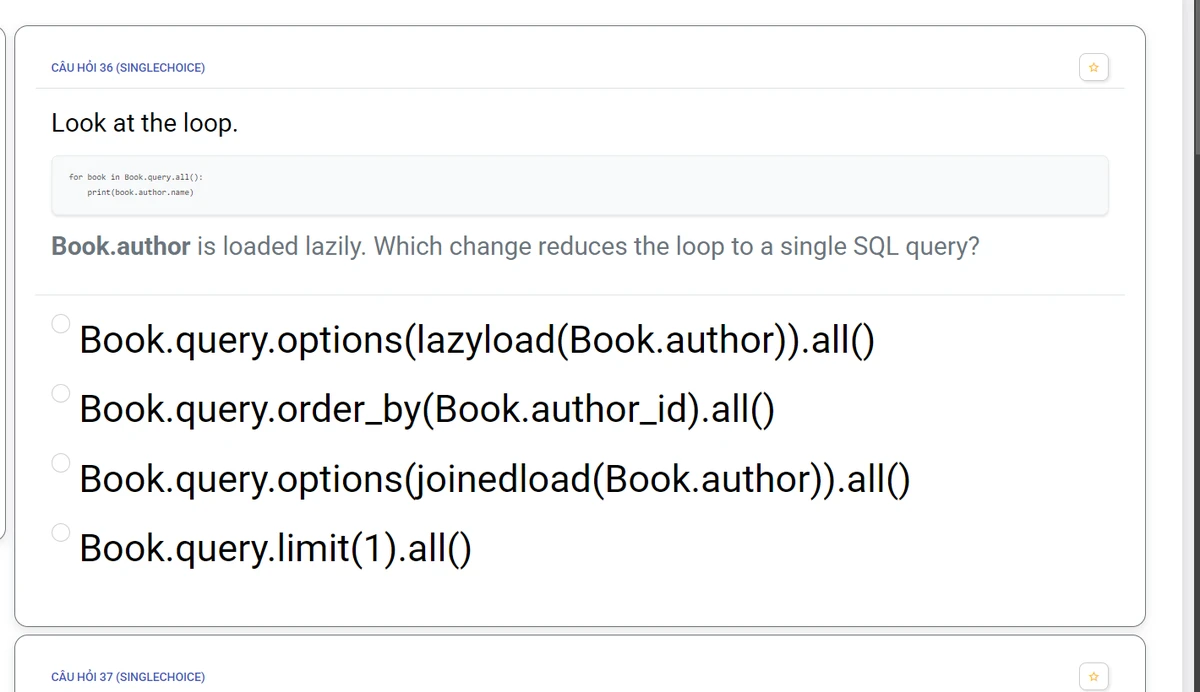 CÂU HỎI 36 (SINGLECHOICE)
Look at the loop.
for book in Book.query.all():
    print(book.author.name)
Book.author is loaded lazily. Which change reduces the loop to a single SQL query?
Book.query.options(lazyload(Book.author)).all()
Book.query.order_by(Book.author_id).all()
Book.query.options(joinedload(Book.author)).all()
Book.query.limit(1).all()
CÂU HỎI 37 (SINGLECHOICE)